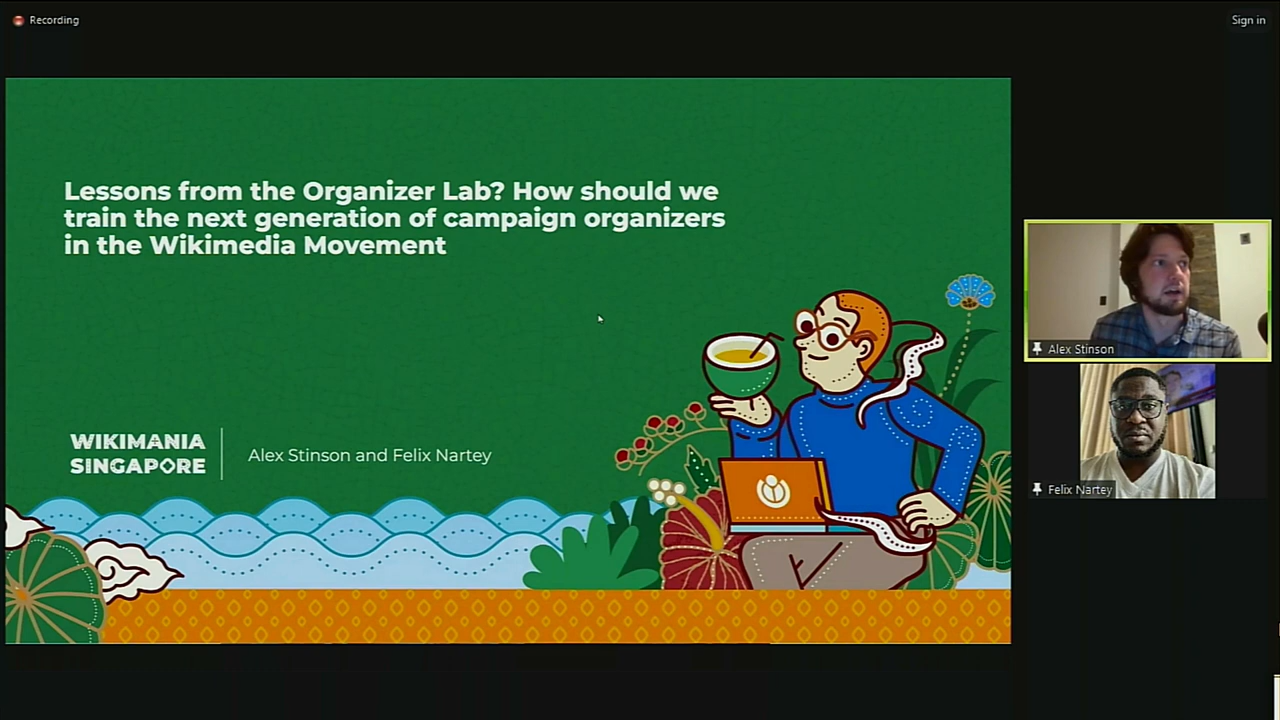 Recording
Sign in
Lessons from the Organizer Lab? How should we
train the next generation of campaign organizers
in the Wikimedia Movement
WIKIMANIA
SINGAPORE
Alex Stinson and Felix Nartey
Alex Stinson
Felix Nartey